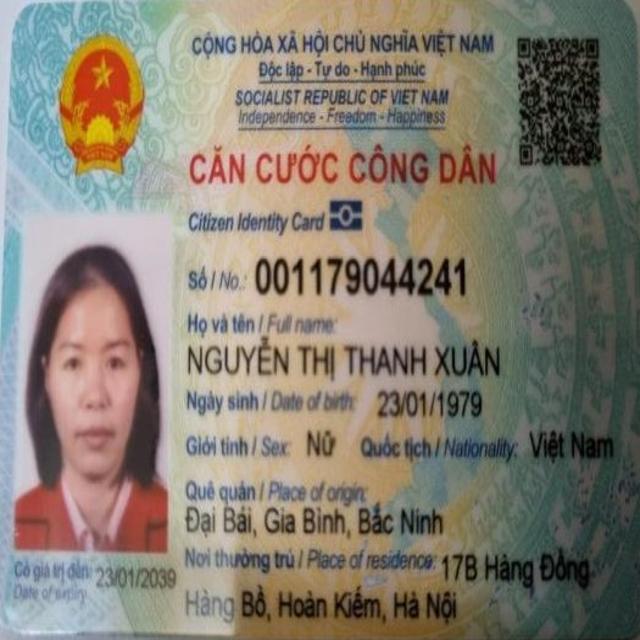 CỘNG HÒA XÃ HỘI CHỦ NGHĨA VIỆT NAM
Độc lập - Tự do - Hạnh phúc
SOCIALIST REPUBLIC OF VIET NAM
Independence - Freedom - Happiness
CĂN CƯỚC CÔNG DÂN
Citizen Identity Card
Số / No.: 001179044241
Họ và tên / Full name:
NGUYỄN THỊ THANH XUÂN
Ngày sinh / Date of birth: 23/01/1979
Giới tính / Sex: Nữ Quốc tịch / Nationality: Việt Nam
Quê quán / Place of origin:
Đại Bái, Gia Bình, Bắc Ninh
Nơi thường trú / Place of residence: 17B Hàng Đồng
Hàng Bồ, Hoàn Kiếm, Hà Nội
Có giá trị đến: 23/01/2039
Date of expiry